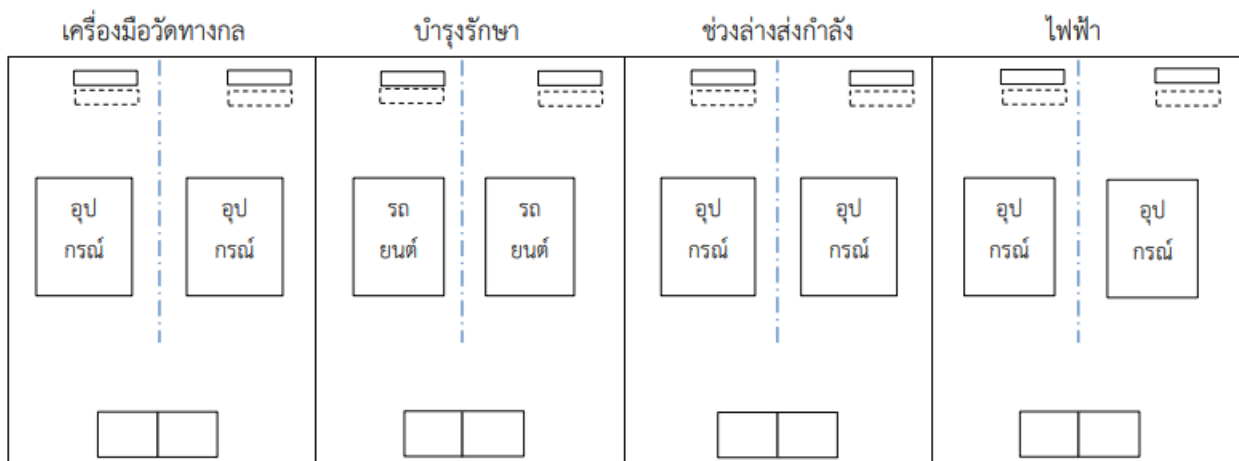 เครื่องมือวัดทางกล บำรุงรักษา ช่วงล่างส่งกำลัง ไฟฟ้า
อุป อุป รถ รถ อุป อุป อุป อุป
กรณ์ กรณ์ ยนต์ ยนต์ กรณ์ กรณ์ กรณ์ กรณ์